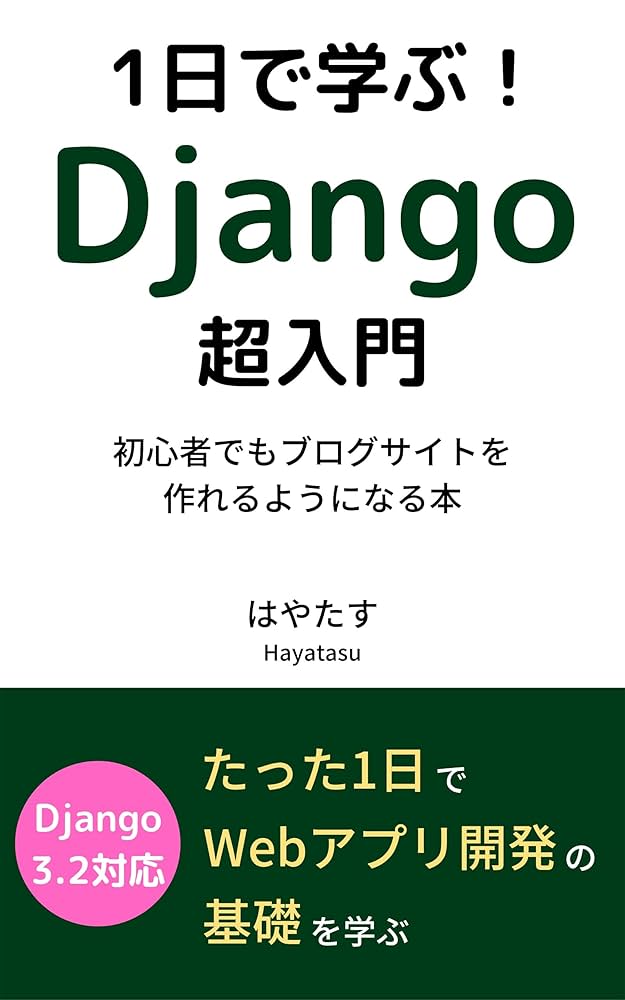 1日で学ぶ！
Django
超入門
初心者でもブログサイトを
作れるようになる本
はやたす
Hayatasu
Django
3.2対応
たった1日で
Webアプリ開発の
基礎を学ぶ